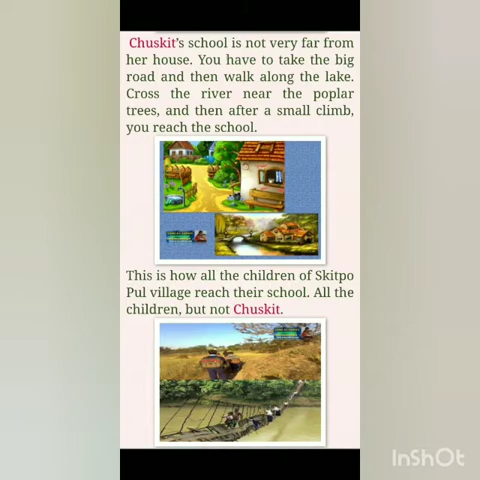 Chuskit's school is not very far from
her house. You have to take the big
road and then walk along the lake.
Cross the river near the poplar
trees, and then after a small climb,
you reach the school.
This is how all the children of Skitpo
Pul village reach their school. All the
children, but not Chuskit.
InShOt